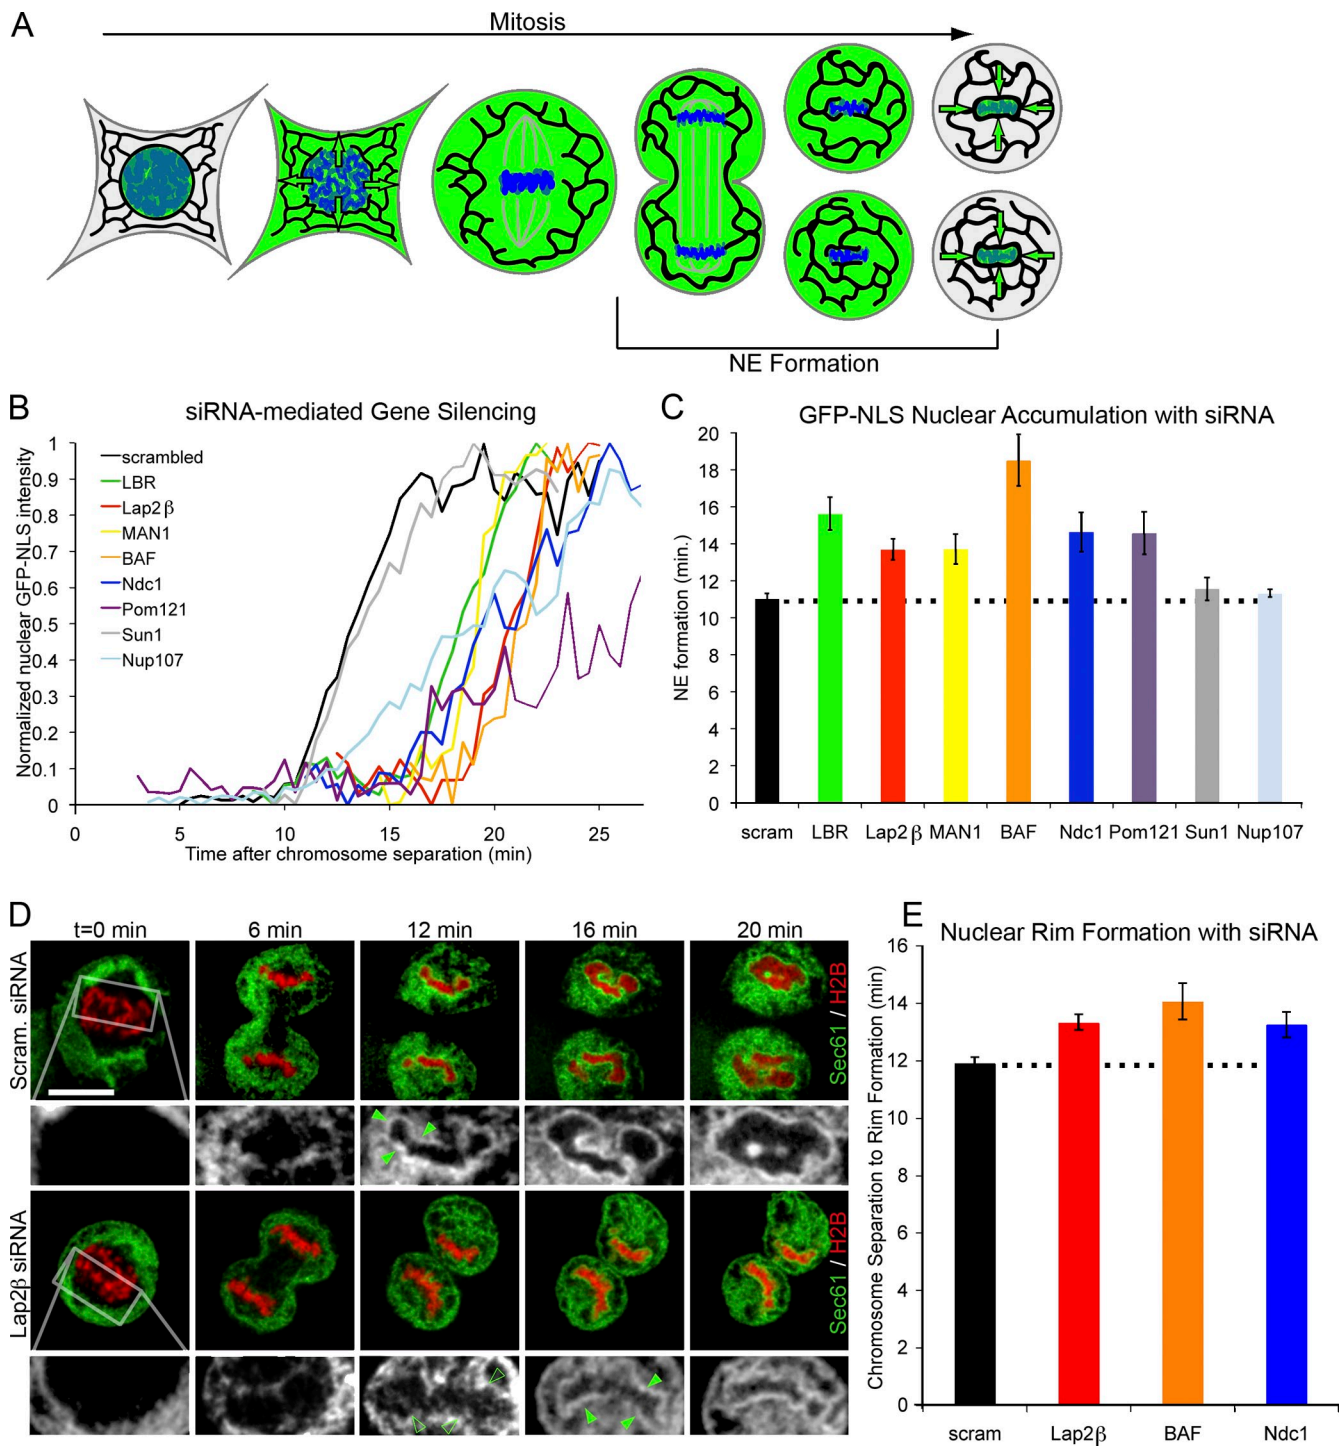 A
Mitosis
NE Formation
B
siRNA-mediated Gene Silencing
Normalized nuclear GFP-NLS intensity
1
0.9
0.8
0.7
0.6
0.5
0.4
0.3
0.2
0.1
0
scrambled
LBR
Lap2β
MAN1
BAF
Ndc1
Pom121
Sun1
Nup107
0 5 10 15 20 25
Time after chromosome separation (min)
C
GFP-NLS Nuclear Accumulation with siRNA
NE formation (min.)
20
18
16
14
12
10
8
6
4
2
0
scram LBR Lap2β MAN1 BAF Ndc1 Pom121 Sun1 Nup107
D
t=0 min 6 min 12 min 16 min 20 min
Scram. siRNA
Sec61 / H2B
Lap2β siRNA
Sec61 / H2B
E
Nuclear Rim Formation with siRNA
Chromosome Separation to Rim Formation (min)
16
14
12
10
8
6
4
2
0
scram Lap2β BAF Ndc1